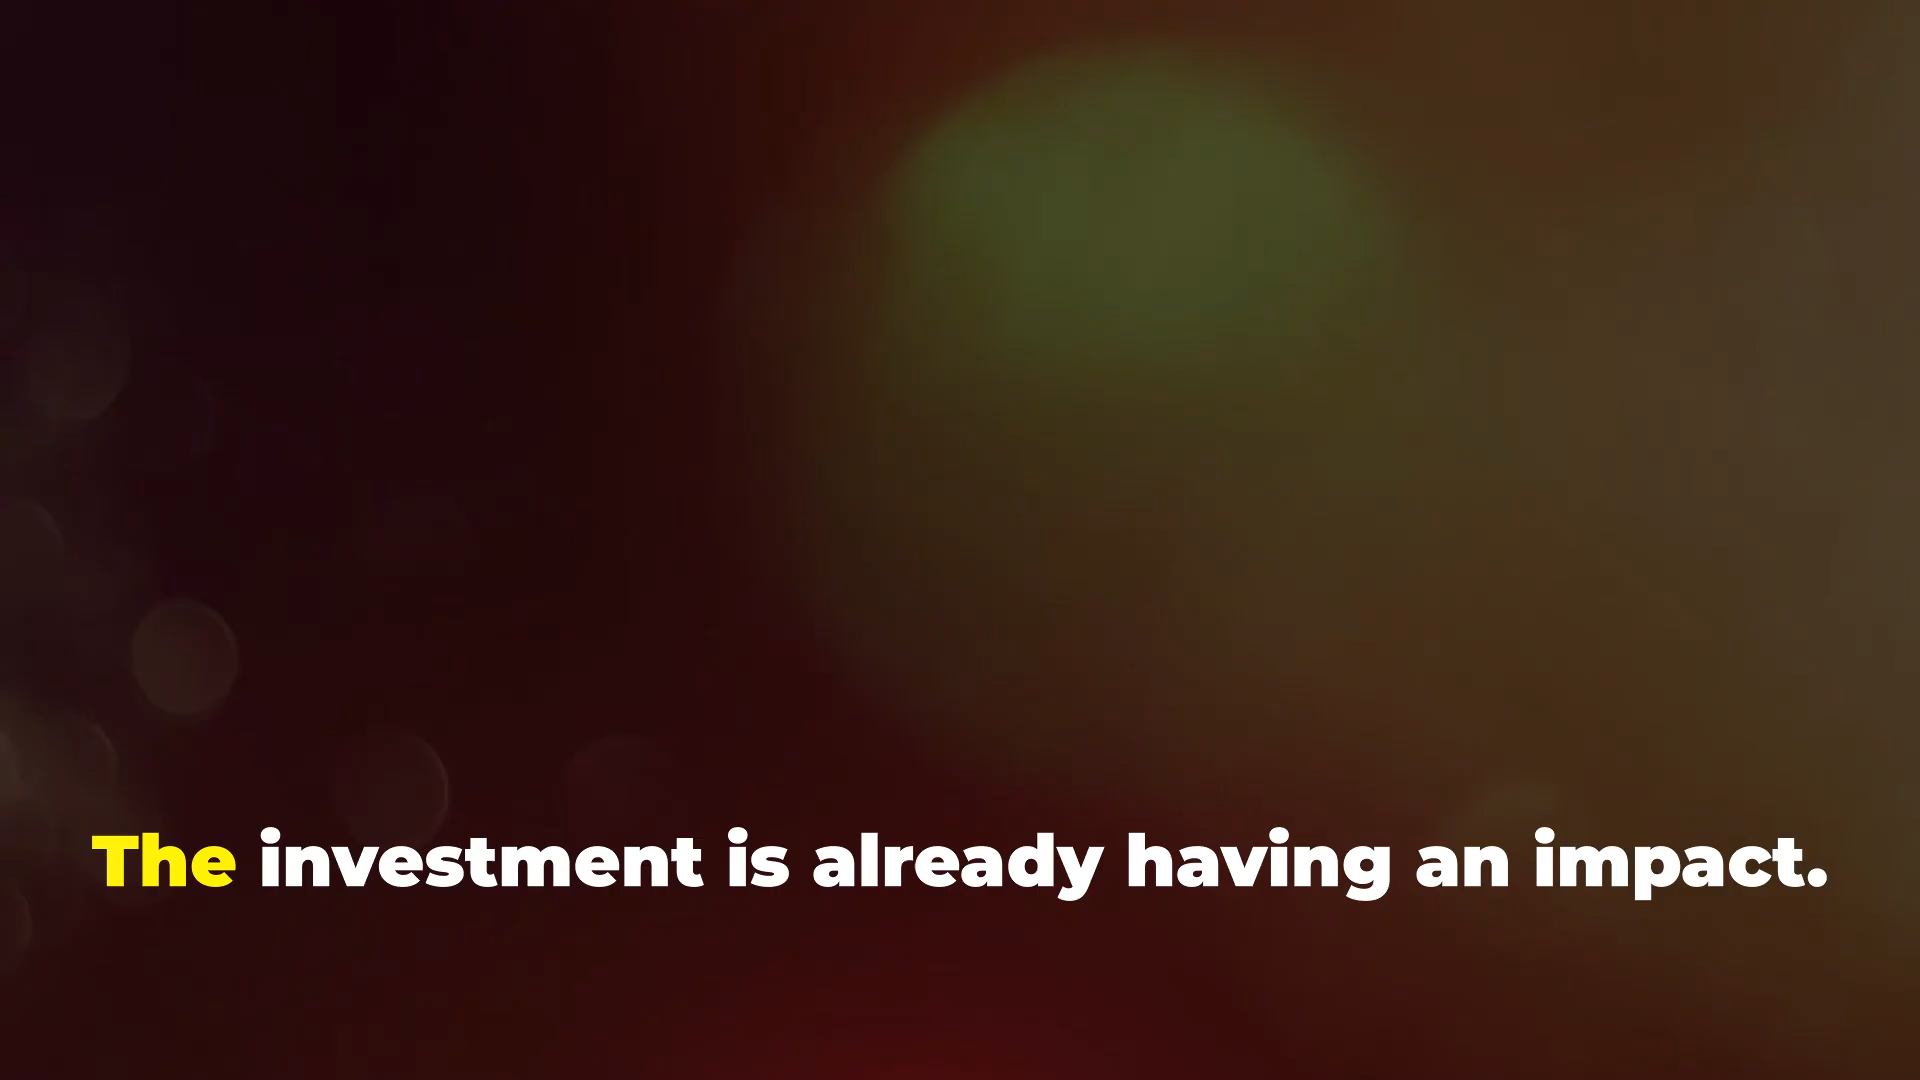 The investment is already having an impact.